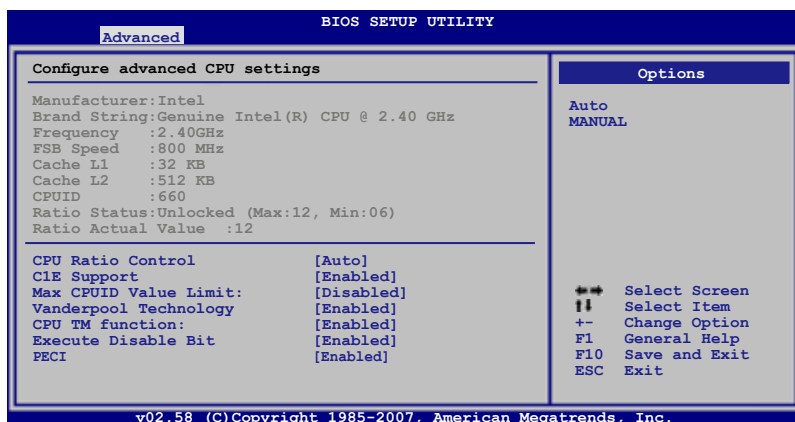 BIOS SETUP UTILITY
Advanced
Configure advanced CPU settings
Manufacturer:Intel
Brand String:Genuine Intel(R) CPU @ 2.40 GHz
Frequency :2.40GHz
FSB Speed :800 MHz
Cache L1 :32 KB
Cache L2 :512 KB
CPUID :660
Ratio Status:Unlocked (Max:12, Min:06)
Ratio Actual Value :12
CPU Ratio Control [Auto]
C1E Support [Enabled]
Max CPUID Value Limit: [Disabled]
Vanderpool Technology [Enabled]
CPU TM function: [Enabled]
Execute Disable Bit [Enabled]
PECI [Enabled]
Options
Auto
MANUAL
←→ Select Screen
↑↓ Select Item
+- Change Option
F1 General Help
F10 Save and Exit
ESC Exit
v02.58 (C)Copyright 1985-2007, American Megatrends, Inc.